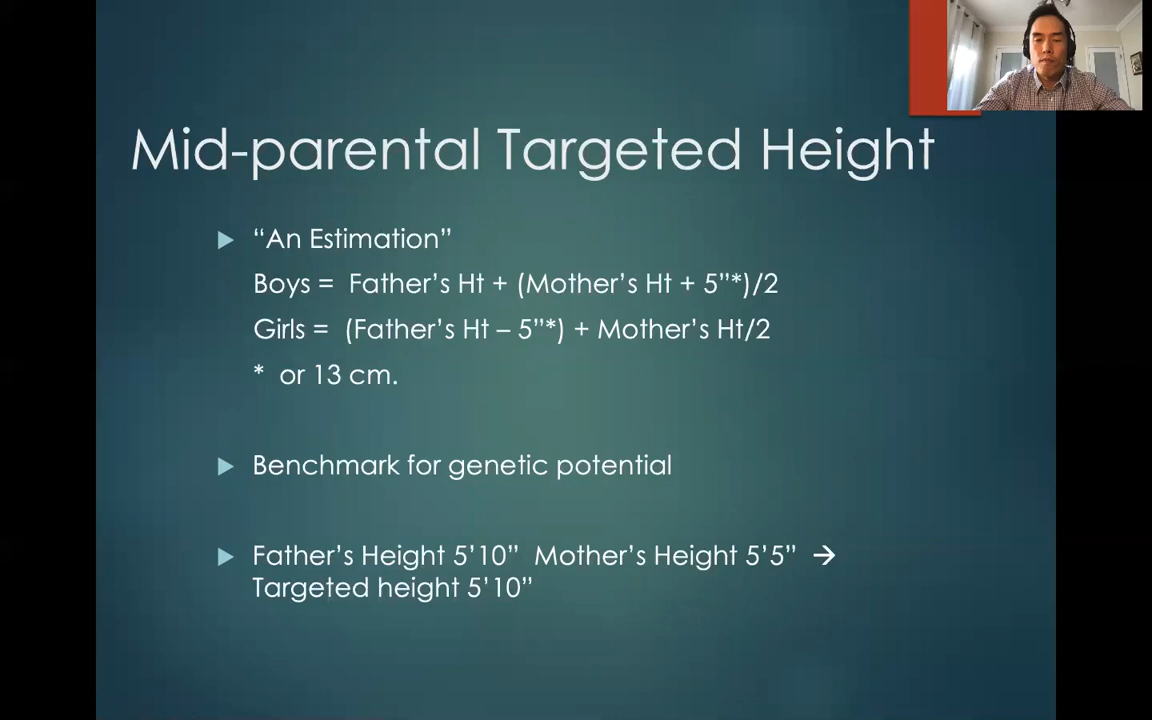 Mid-parental Targeted Height
“An Estimation”
Boys = Father’s Ht + (Mother’s Ht + 5”*)/2
Girls = (Father’s Ht – 5”*) + Mother’s Ht/2
* or 13 cm.
Benchmark for genetic potential
Father’s Height 5’10” Mother’s Height 5’5” →
Targeted height 5’10”